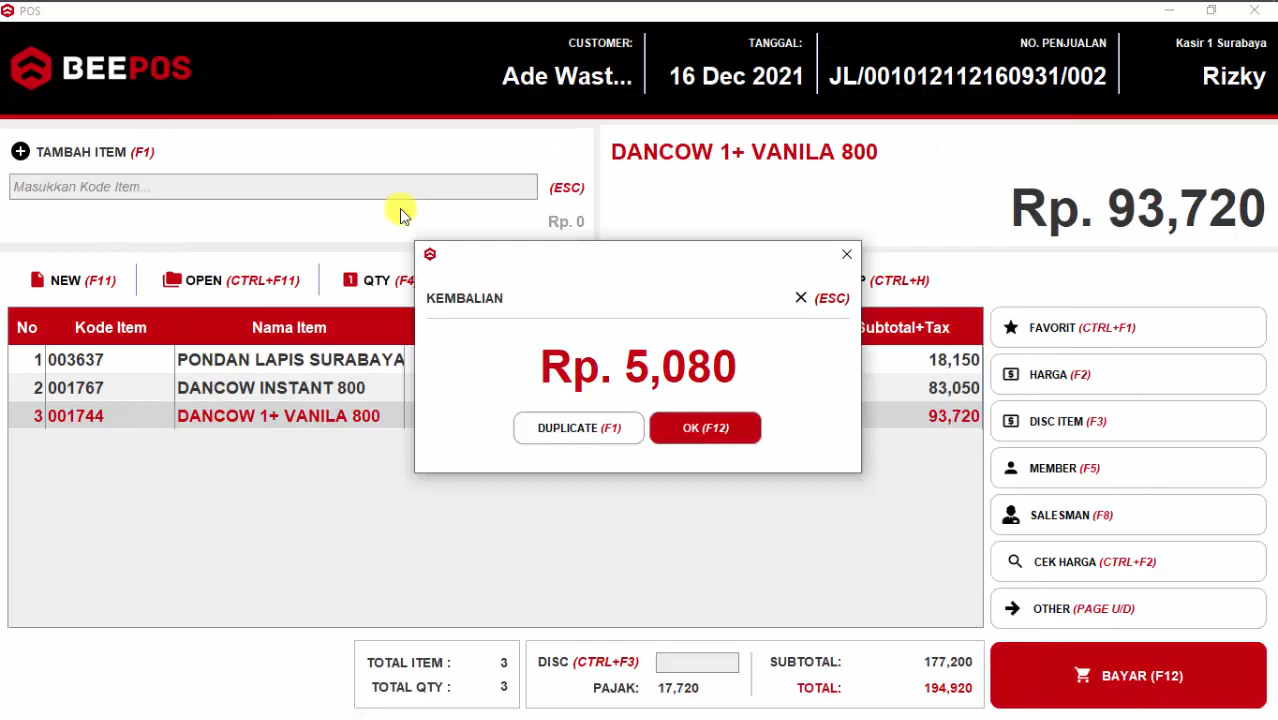 POS
BEEPOS
CUSTOMER:
Ade Wast...
TANGGAL:
16 Dec 2021
NO. PENJUALAN
JL/001012112160931/002
Kasir 1 Surabaya
Rizky
TAMBAH ITEM (F1)
Masukkan Kode Item...
(ESC)
Rp. 0
DANCOW 1+ VANILA 800
Rp. 93,720
NEW (F11)
OPEN (CTRL+F11)
1 QTY (F4
P (CTRL+H)
KEMBALIAN
(ESC)
Rp. 5,080
DUPLICATE (F1)
OK (F12)
No Kode Item Nama Item Subtotal+Tax
1 003637 PONDAN LAPIS SURABAYA 18,150
2 001767 DANCOW INSTANT 800 83,050
3 001744 DANCOW 1+ VANILA 800 93,720
FAVORIT (CTRL+F1)
HARGA (F2)
DISC ITEM (F3)
MEMBER (F5)
SALESMAN (F8)
CEK HARGA (CTRL+F2)
OTHER (PAGE U/D)
TOTAL ITEM : 3
TOTAL QTY : 3
DISC (CTRL+F3)
PAJAK: 17,720
SUBTOTAL: 177,200
TOTAL: 194,920
BAYAR (F12)